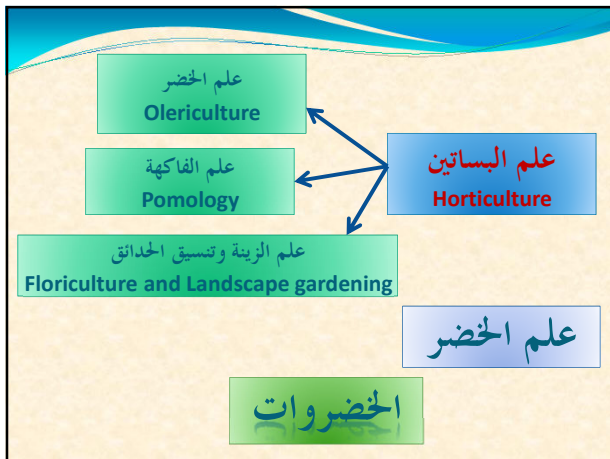 علم الخضر
Olericulture
علم البساتين
Horticulture
علم الفاكهة
Pomology
علم الزينة وتنسيق الحدائق
Floriculture and Landscape gardening
علم الخضر
الخضروات